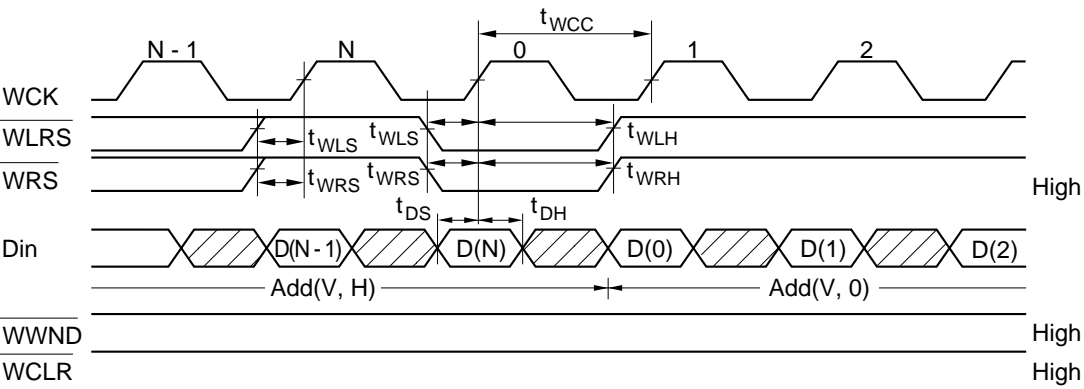 tWCC
N - 1 N 0 1 2
WCK
WLRS tWLS tWLS tWLH
WRS tWRS tWRS tWRH High
tDS tDH
Din D(N - 1) D(N) D(0) D(1) D(2)
Add(V, H) Add(V, 0)
WWND High
WCLR High